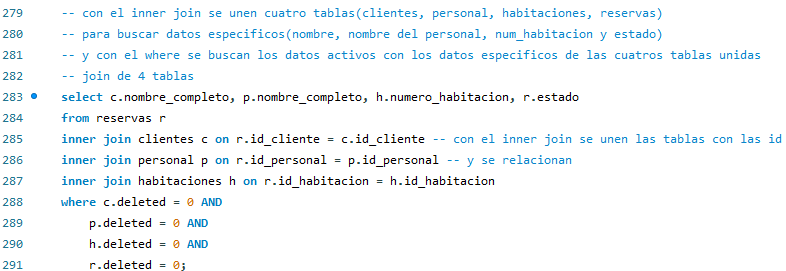 279 -- con el inner join se unen cuatro tablas(clientes, personal, habitaciones, reservas)
280 -- para buscar datos especificos(nombre, nombre del personal, num_habitacion y estado)
281 -- y con el where se buscan los datos activos con los datos especificos de las cuatros tablas unidas
282 -- join de 4 tablas
283 select c.nombre_completo, p.nombre_completo, h.numero_habitacion, r.estado
284 from reservas r
285 inner join clientes c on r.id_cliente = c.id_cliente -- con el inner join se unen las tablas con las id
286 inner join personal p on r.id_personal = p.id_personal -- y se relacionan
287 inner join habitaciones h on r.id_habitacion = h.id_habitacion
288 where c.deleted = 0 AND
289 p.deleted = 0 AND
290 h.deleted = 0 AND
291 r.deleted = 0;